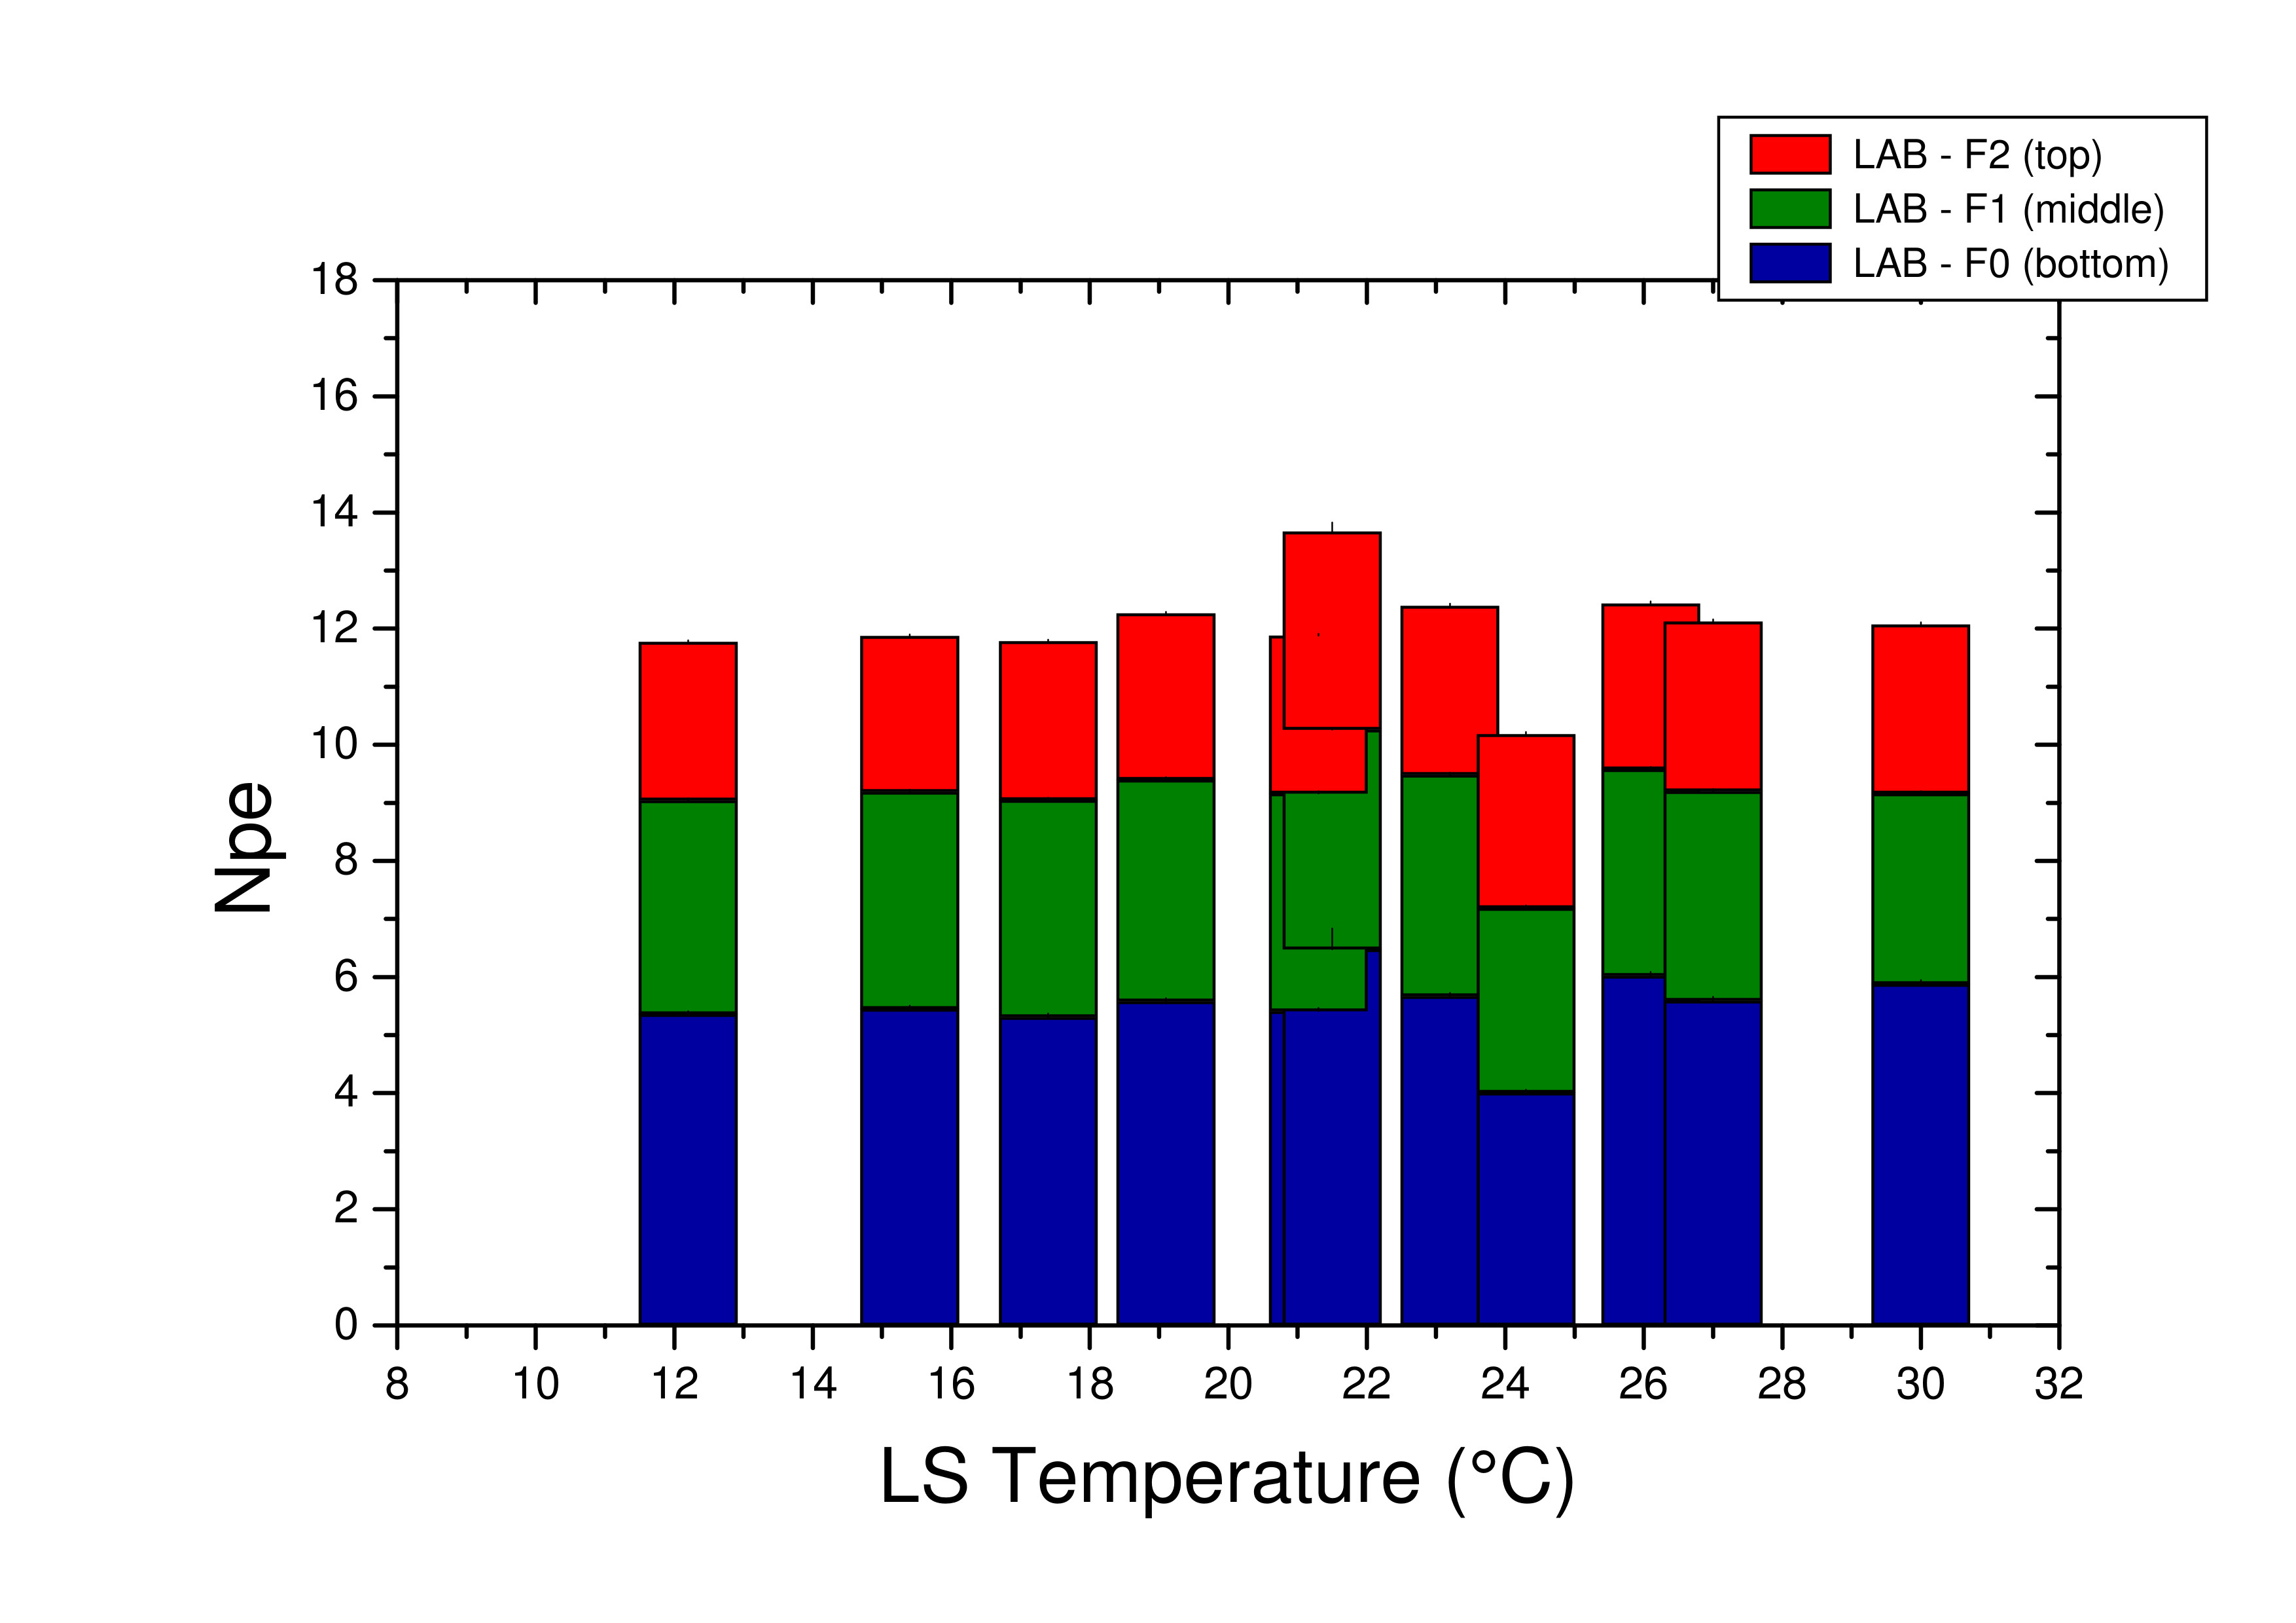 LAB - F2 (top)
LAB - F1 (middle)
LAB - F0 (bottom)
18
16
14
12
10
8
6
4
2
0
Npe
8 10 12 14 16 18 20 22 24 26 28 30 32
LS Temperature (°C)